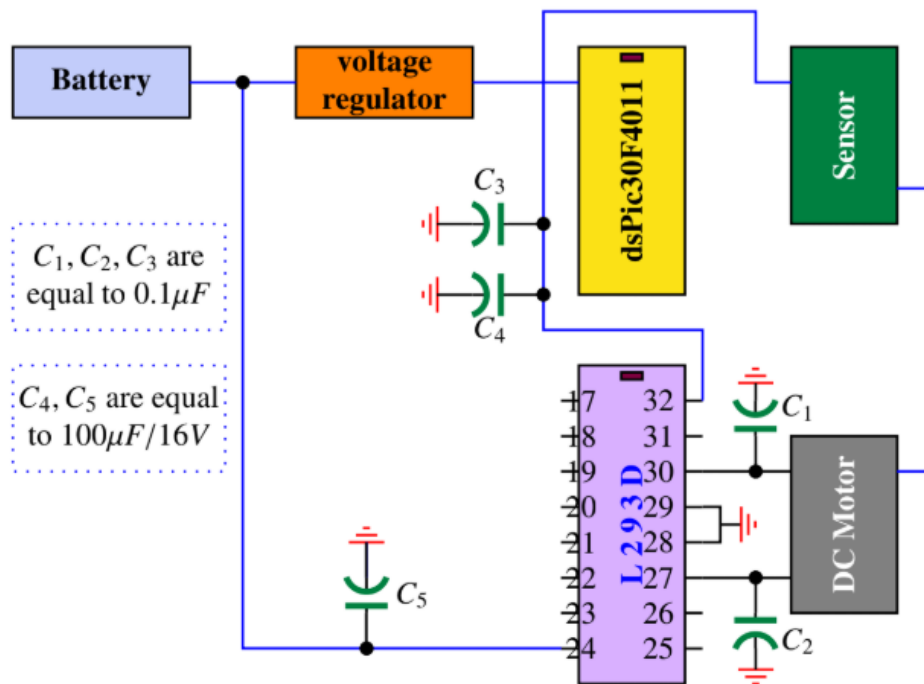 Battery
voltage
regulator
dsPic30F4011
Sensor
C₃
C₄
C₁, C₂, C₃ are
equal to 0.1μF
C₄, C₅ are equal
to 100μF/16V
17 32
18 31
19 30
20 29
21 28
22 27
23 26
24 25
L293D
C₁
DC Motor
C₅
C₂